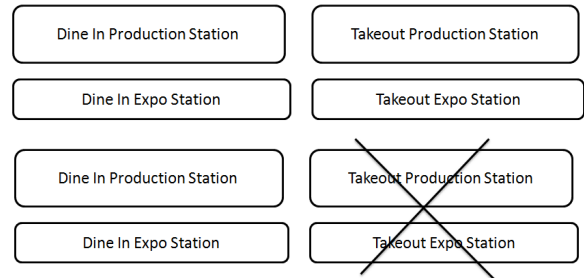 Dine In Production Station
Takeout Production Station
Dine In Expo Station
Takeout Expo Station
Dine In Production Station
Takeout Production Station
Dine In Expo Station
Takeout Expo Station